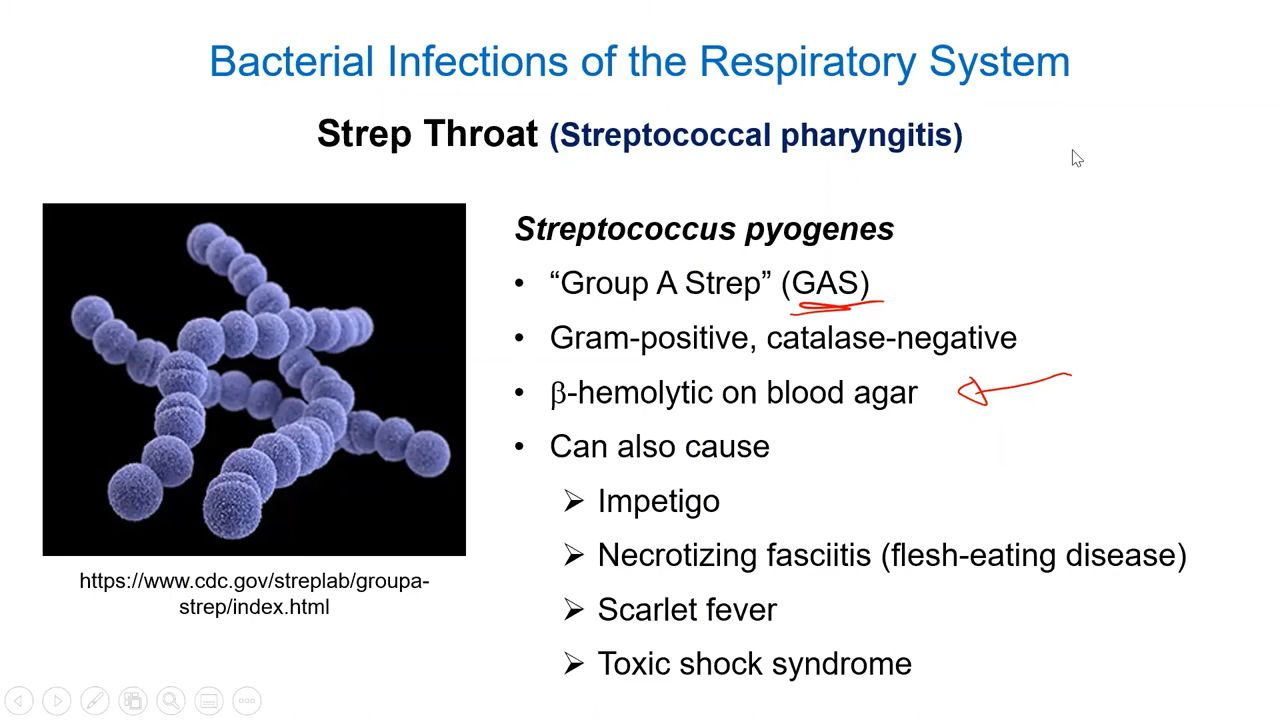 Bacterial Infections of the Respiratory System
Strep Throat (Streptococcal pharyngitis)
Streptococcus pyogenes
• “Group A Strep” (GAS)
• Gram-positive, catalase-negative
• β-hemolytic on blood agar
• Can also cause
➢ Impetigo
➢ Necrotizing fasciitis (flesh-eating disease)
➢ Scarlet fever
➢ Toxic shock syndrome
https://www.cdc.gov/streplab/groupa-
strep/index.html